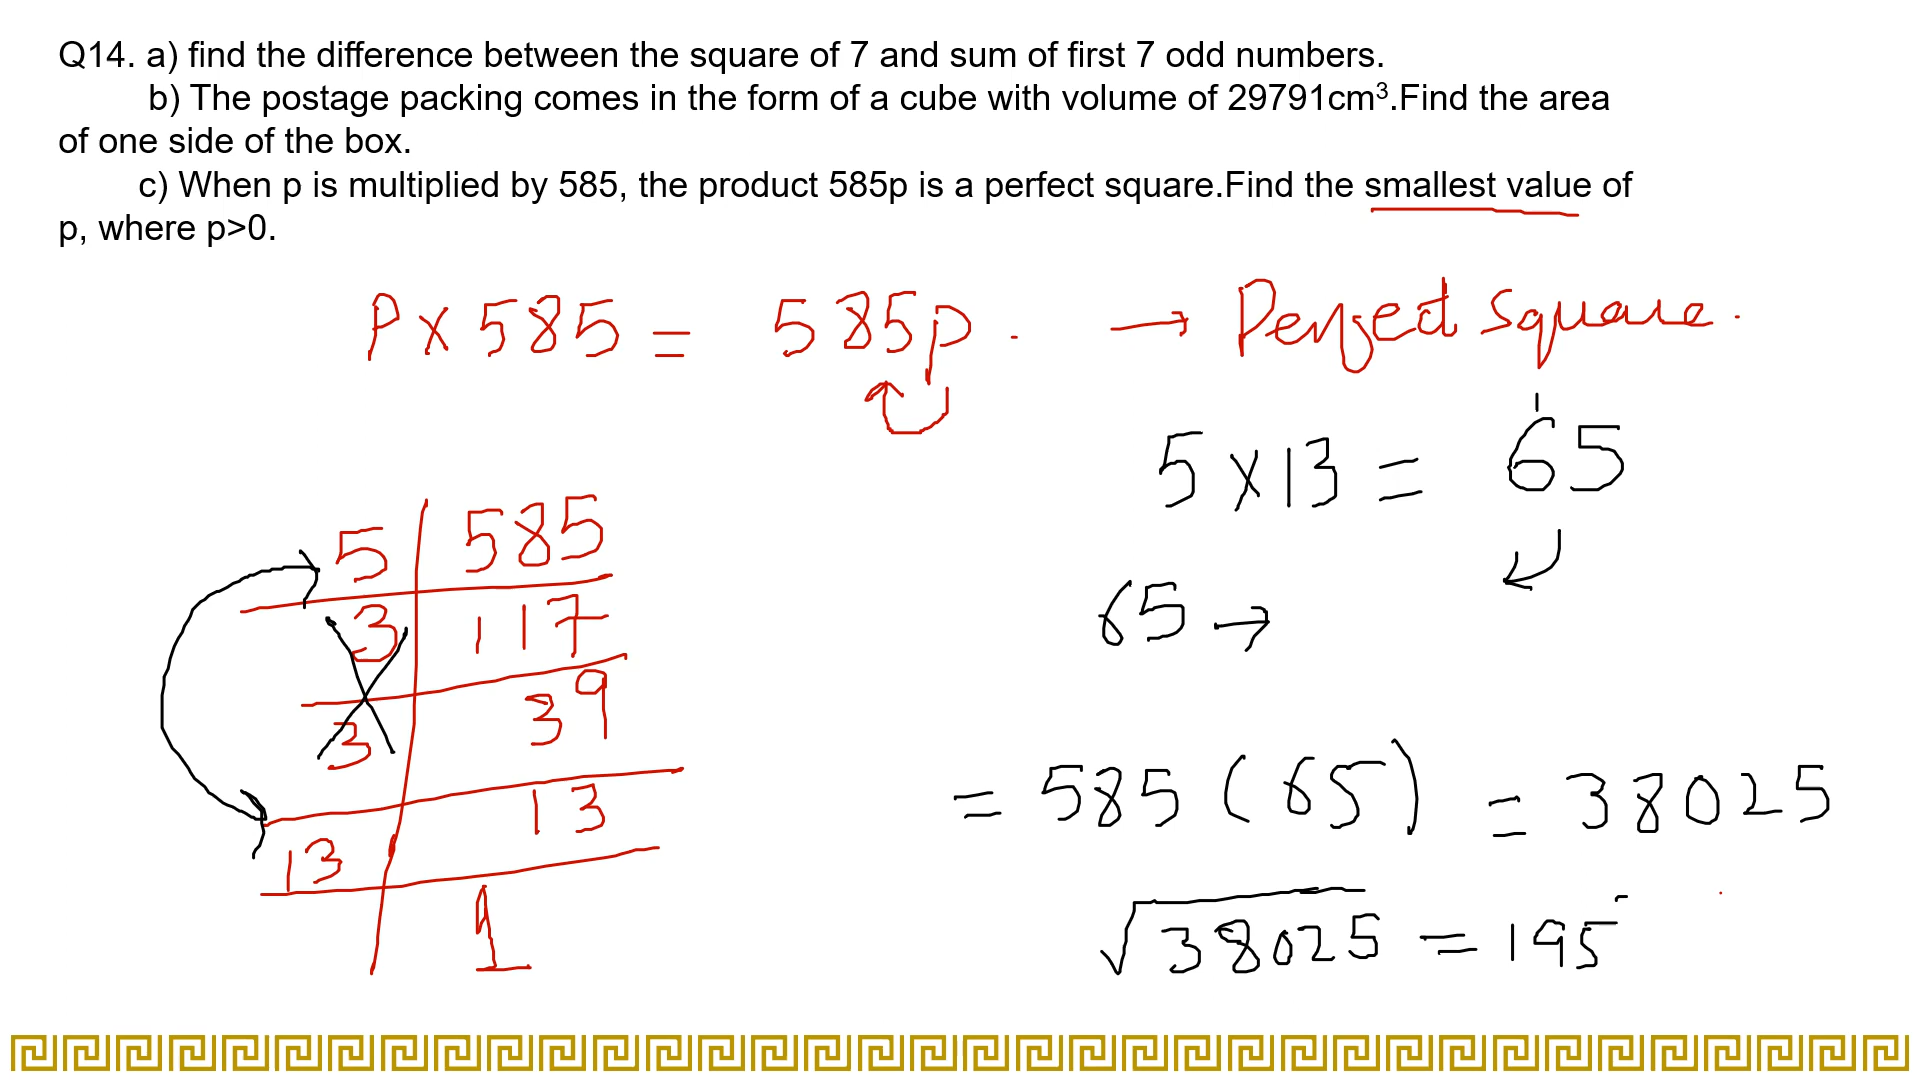 Q14. a) find the difference between the square of 7 and sum of first 7 odd numbers.
b) The postage packing comes in the form of a cube with volume of 29791cm³.Find the area
of one side of the box.
c) When p is multiplied by 585, the product 585p is a perfect square.Find the smallest value of
p, where p>0.
P x 585 = 585p. → Perfect square.
5 x 13 = 65
5 | 585
3 | 117
3 | 39
13 | 13
1
65 →
= 585 (65) = 38025
√38025 = 195